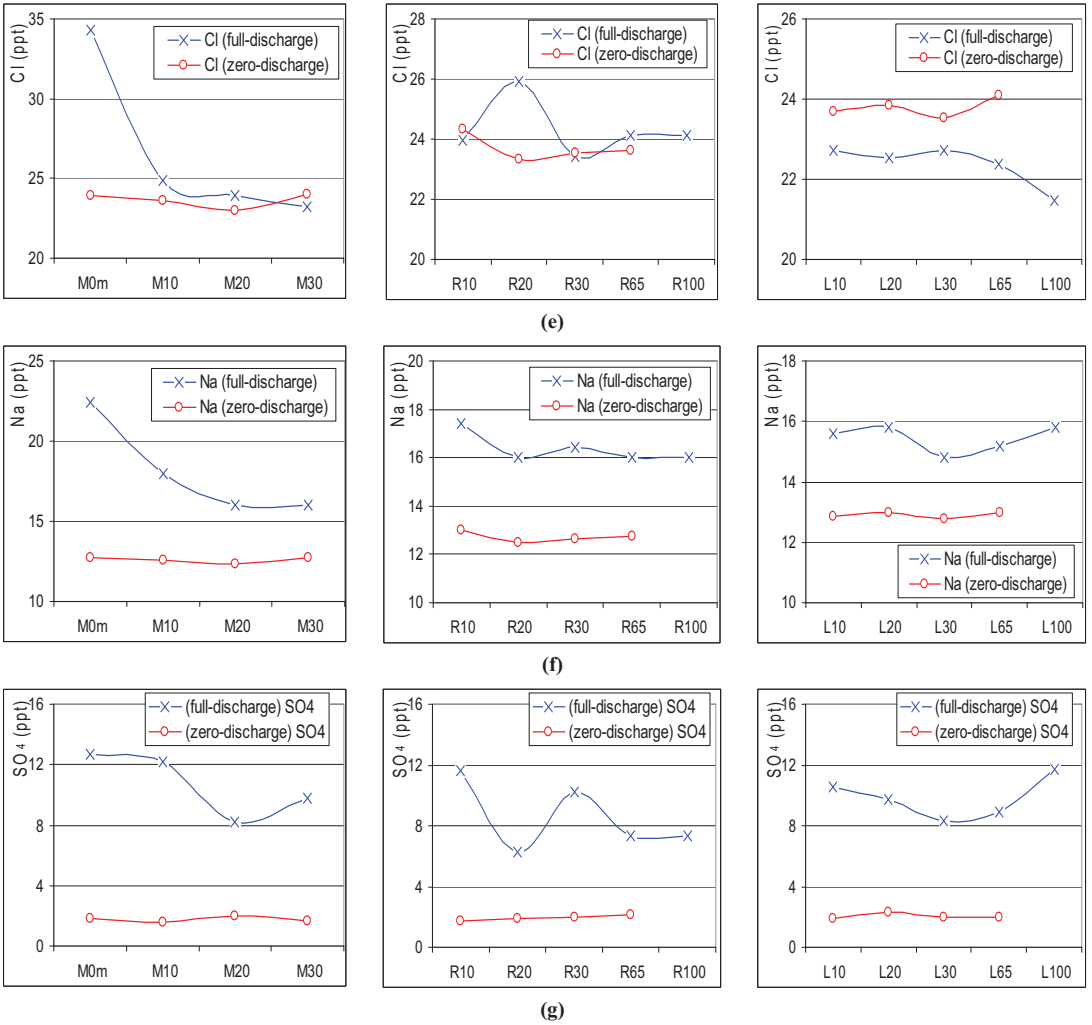 35
30
25
20
Cl (ppt)
Cl (full-discharge)
Cl (zero-discharge)
M0m M10 M20 M30
28
26
24
22
20
Cl (ppt)
Cl (full-discharge)
Cl (zero-discharge)
R10 R20 R30 R65 R100
26
24
22
20
Cl (ppt)
Cl (full-discharge)
Cl (zero-discharge)
L10 L20 L30 L65 L100
(e)
25
20
15
10
Na (ppt)
Na (full-discharge)
Na (zero-discharge)
M0m M10 M20 M30
20
18
16
14
12
10
Na (ppt)
Na (full-discharge)
Na (zero-discharge)
R10 R20 R30 R65 R100
18
16
14
12
10
Na (ppt)
Na (full-discharge)
Na (zero-discharge)
L10 L20 L30 L65 L100
(f)
16
12
8
4
0
SO4 (ppt)
(full-discharge) SO4
(zero-discharge) SO4
M0m M10 M20 M30
16
12
8
4
0
SO4 (ppt)
(full-discharge) SO4
(zero-discharge) SO4
R10 R20 R30 R65 R100
16
12
8
4
0
SO4 (ppt)
(full-discharge) SO4
(zero-discharge) SO4
L10 L20 L30 L65 L100
(g)